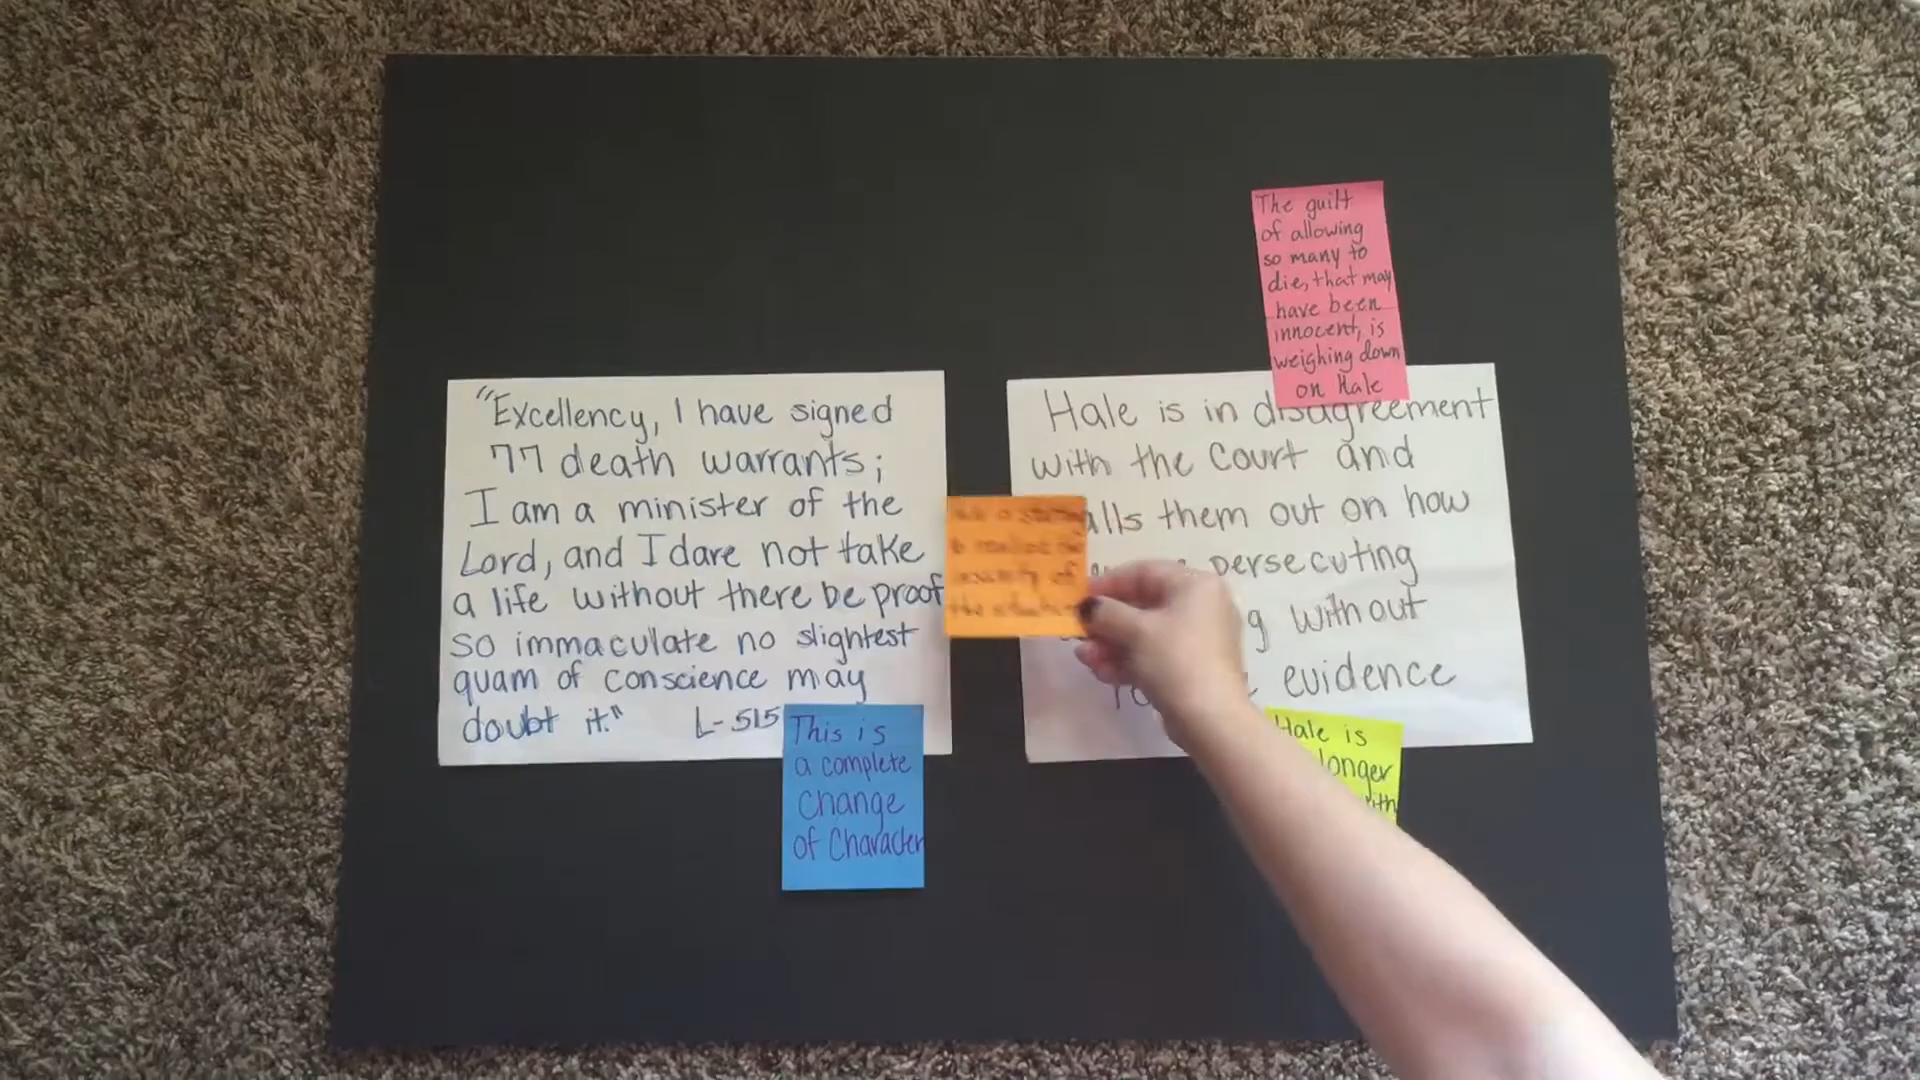 "Excellency, I have signed
77 death warrants;
I am a minister of the
Lord, and I dare not take
a life without there be proof
so immaculate no slightest
quam of conscience may
doubt it." L-515
This is
a complete
Change
of Character
The guilt
of allowing
so many to
die, that may
have been
innocent, is
weighing down
on Hale
Hale is in disagreement
with the Court and
them out on how
persecuting
without
evidence
of
Hale is
longer